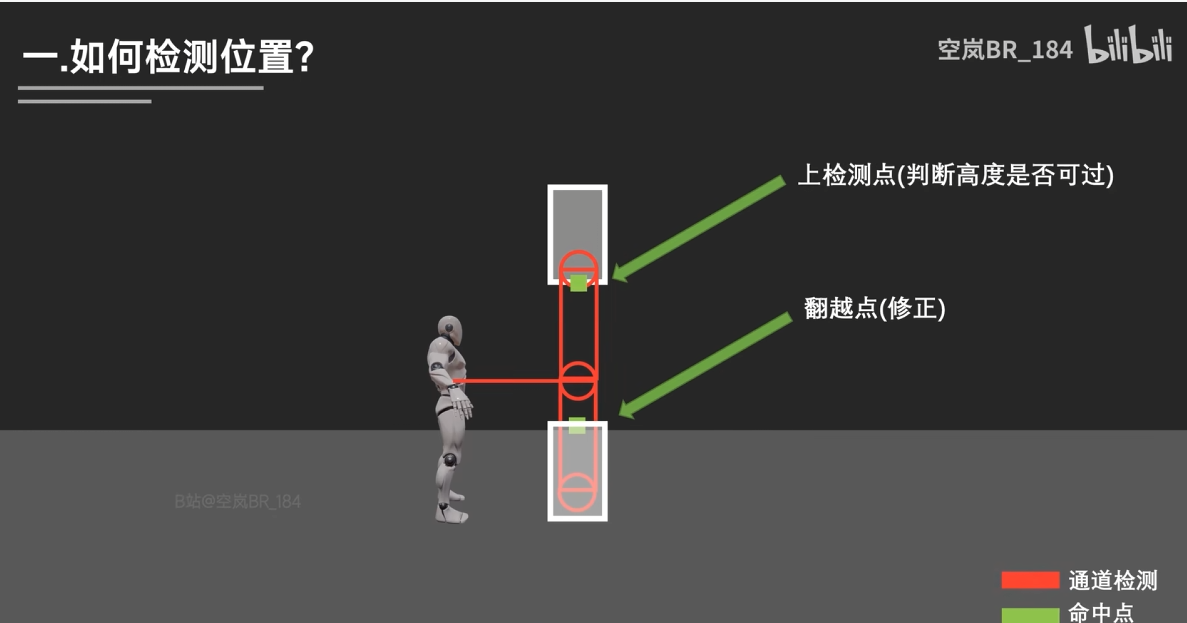 一.如何检测位置?
空岚BR_184 bilibili
上检测点(判断高度是否可过)
翻越点(修正)
B站@空岚BR_184
通道检测
命中点